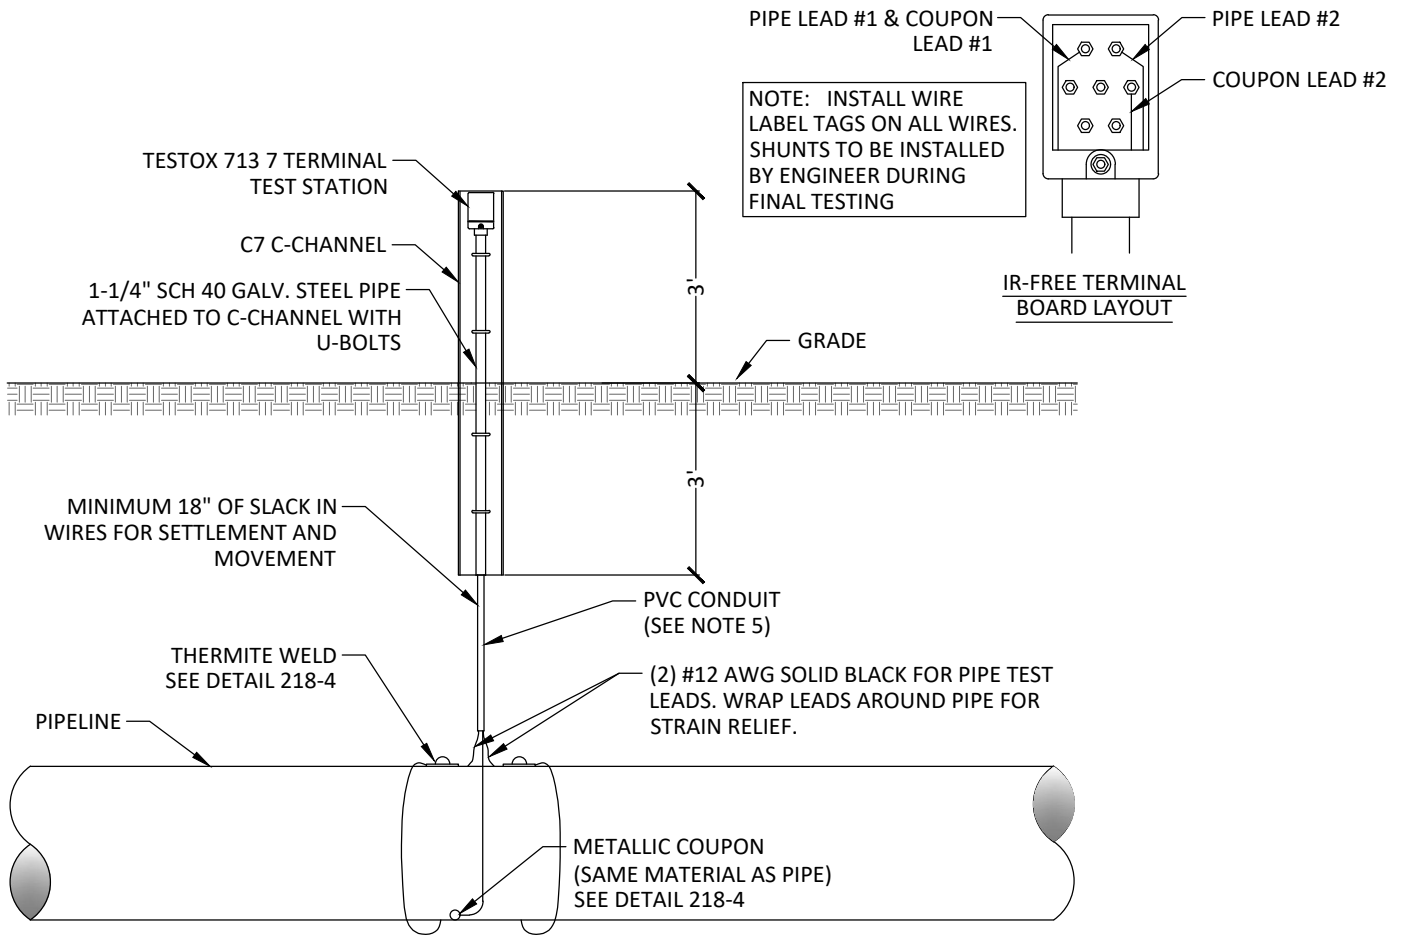 PIPE LEAD #1 & COUPON
LEAD #1
PIPE LEAD #2
COUPON LEAD #2
NOTE: INSTALL WIRE
LABEL TAGS ON ALL WIRES.
SHUNTS TO BE INSTALLED
BY ENGINEER DURING
FINAL TESTING
IR-FREE TERMINAL
BOARD LAYOUT
TESTOX 713 7 TERMINAL
TEST STATION
C7 C-CHANNEL
1-1/4" SCH 40 GALV. STEEL PIPE
ATTACHED TO C-CHANNEL WITH
U-BOLTS
3'
GRADE
3'
MINIMUM 18" OF SLACK IN
WIRES FOR SETTLEMENT AND
MOVEMENT
PVC CONDUIT
(SEE NOTE 5)
THERMITE WELD
SEE DETAIL 218-4
(2) #12 AWG SOLID BLACK FOR PIPE TEST
LEADS. WRAP LEADS AROUND PIPE FOR
STRAIN RELIEF.
PIPELINE
METALLIC COUPON
(SAME MATERIAL AS PIPE)
SEE DETAIL 218-4